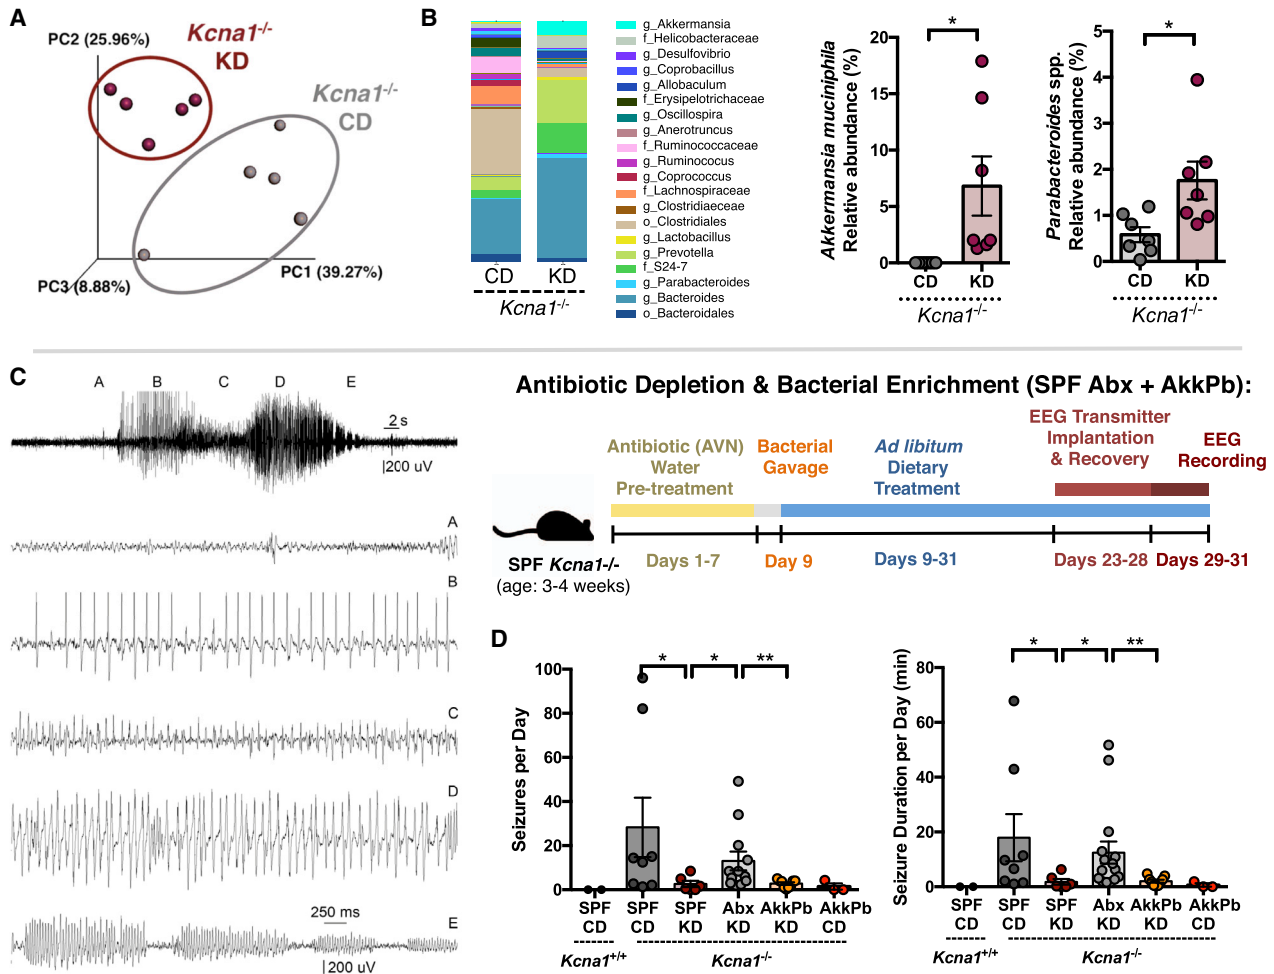 A
PC2 (25.96%)
Kcna1-/-
KD
Kcna1-/-
CD
PC1 (39.27%)
PC3 (8.88%)
B
CD KD
Kcna1-/-
g_Akkermansia
f_Helicobacteraceae
g_Desulfovibrio
g_Coprobacillus
g_Allobaculum
f_Erysipelotrichaceae
g_Oscillospira
g_Anerotruncus
f_Ruminococcaceae
g_Ruminococus
g_Coprococcus
f_Lachnospiraceae
g_Clostridiaeceae
o_Clostridiales
g_Lactobacillus
g_Prevotella
f_S24-7
g_Parabacteroides
g_Bacteroides
o_Bacteroidales
Akkermansia muciniphila
Relative abundance (%)
20
15
10
5
0
*
CD KD
Kcna1-/-
Parabacteroides spp.
Relative abundance (%)
5
4
3
2
1
0
*
CD KD
Kcna1-/-
C
A B C D E
2 s
200 uV
A
B
C
D
E
250 ms
200 uV
Antibiotic Depletion & Bacterial Enrichment (SPF Abx + AkkPb):
Antibiotic (AVN)
Water
Pre-treatment
Bacterial
Gavage
Ad libitum
Dietary
Treatment
EEG Transmitter
Implantation
& Recovery
EEG
Recording
SPF Kcna1-/-
(age: 3-4 weeks)
Days 1-7
Day 9
Days 9-31
Days 23-28
Days 29-31
D
Seizures per Day
100
80
60
40
20
0
* * **
SPF SPF SPF Abx AkkPb AkkPb
CD CD KD KD KD CD
Kcna1+/+ Kcna1-/-
Seizure Duration per Day (min)
80
60
40
20
0
* * **
SPF SPF SPF Abx AkkPb AkkPb
CD CD KD KD KD CD
Kcna1+/+ Kcna1-/-